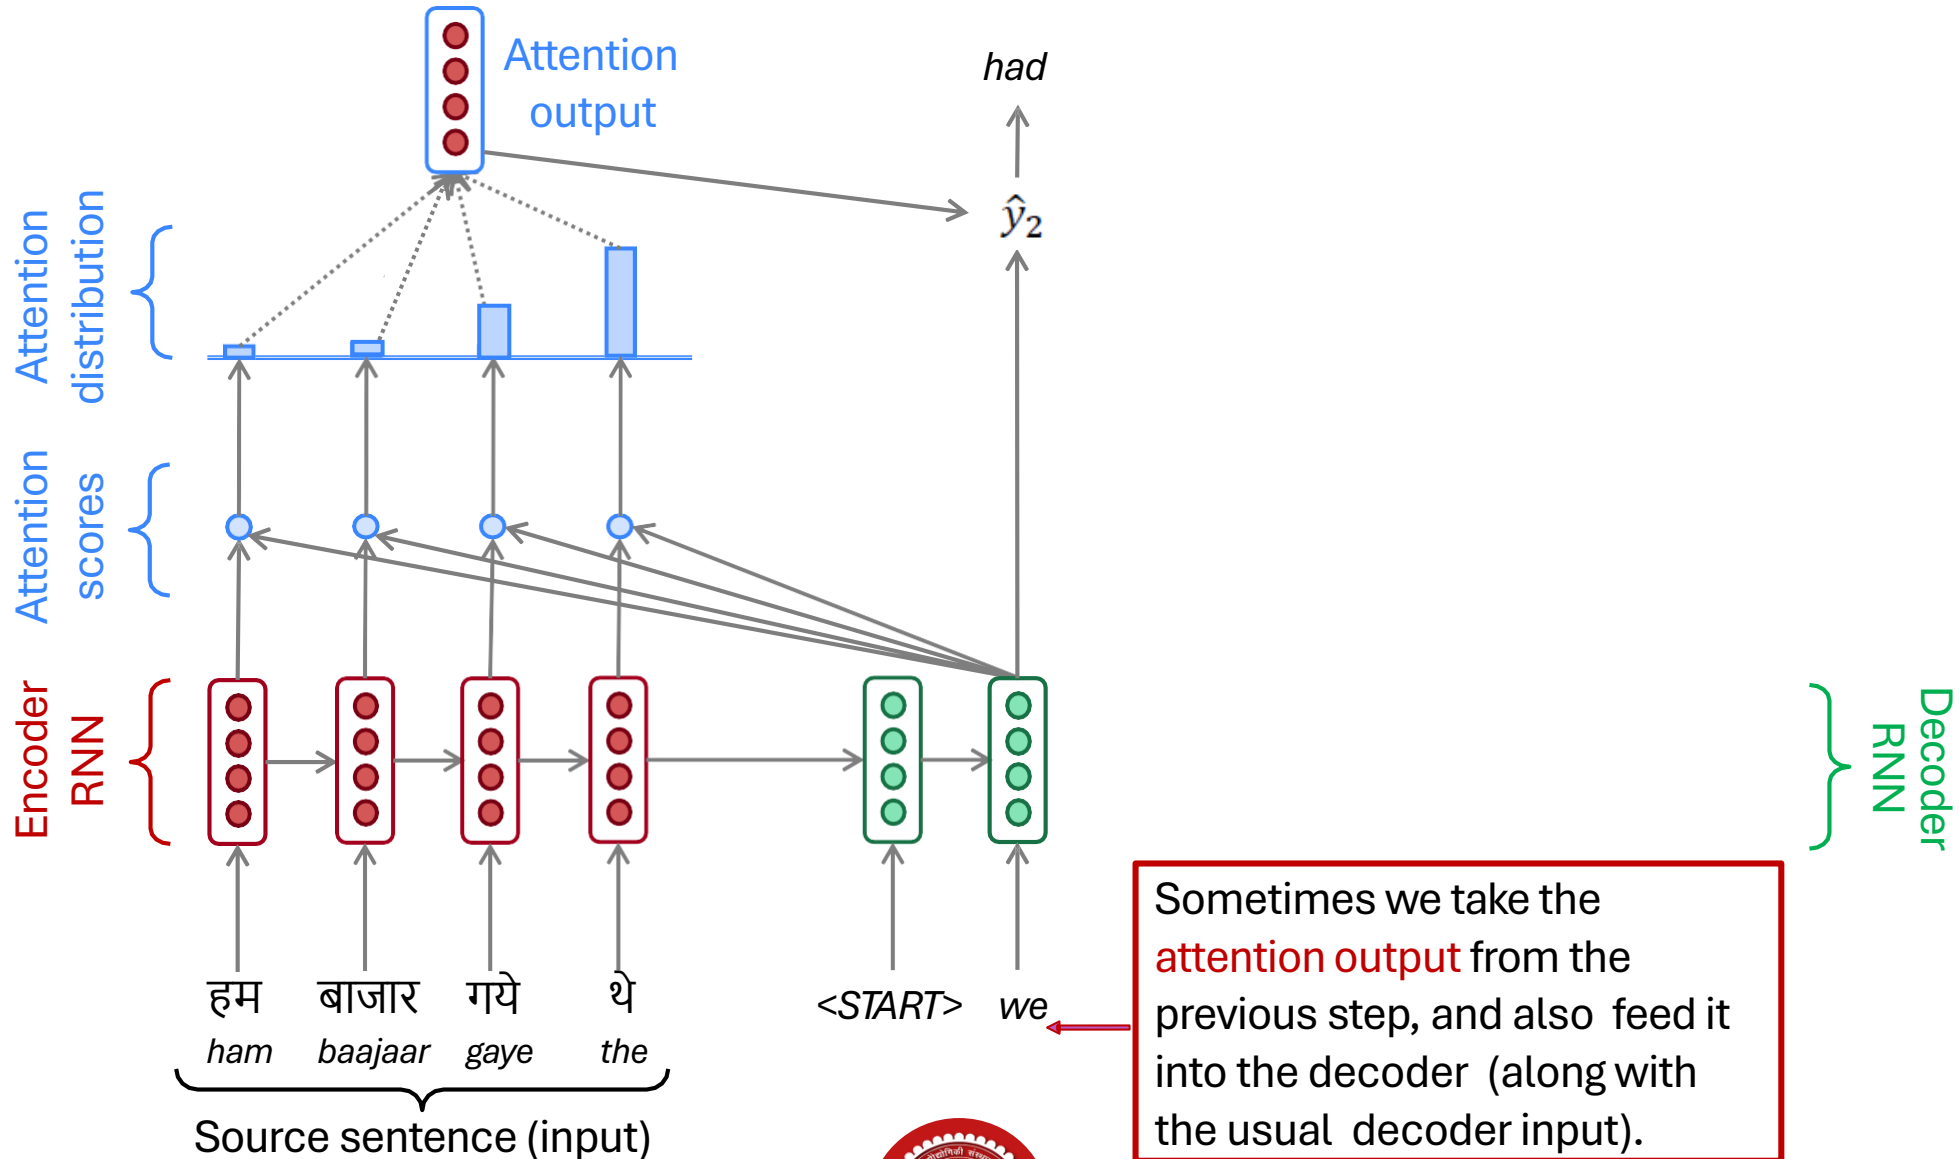 Attention
output
had
ŷ₂
Attention
distribution
Attention
scores
Encoder
RNN
Decoder
RNN
हम बाजार गये थे
ham baajaar gaye the
Source sentence (input)
<START> we
Sometimes we take the
attention output from the
previous step, and also feed it
into the decoder (along with
the usual decoder input).